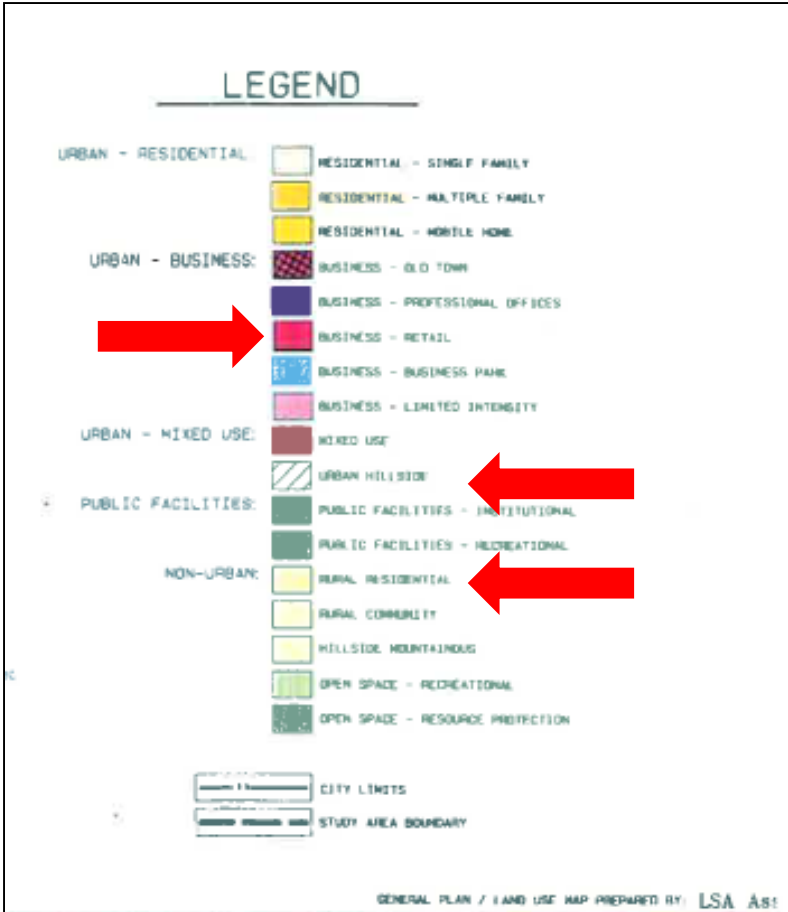 LEGEND
URBAN - RESIDENTIAL:
RESIDENTIAL - SINGLE FAMILY
RESIDENTIAL - MULTIPLE FAMILY
RESIDENTIAL - MOBILE HOME
URBAN - BUSINESS:
BUSINESS - OLD TOWN
BUSINESS - PROFESSIONAL OFFICES
BUSINESS - RETAIL
BUSINESS - BUSINESS PARK
BUSINESS - LIMITED INTENSITY
URBAN - MIXED USE:
MIXED USE
URBAN HILLSIDE
PUBLIC FACILITIES:
PUBLIC FACILITIES - INSTITUTIONAL
PUBLIC FACILITIES - RECREATIONAL
NON-URBAN:
RURAL RESIDENTIAL
RURAL COMMUNITY
HILLSIDE MOUNTAINOUS
OPEN SPACE - RECREATIONAL
OPEN SPACE - RESOURCE PROTECTION
CITY LIMITS
STUDY AREA BOUNDARY
GENERAL PLAN / LAND USE MAP PREPARED BY: LSA